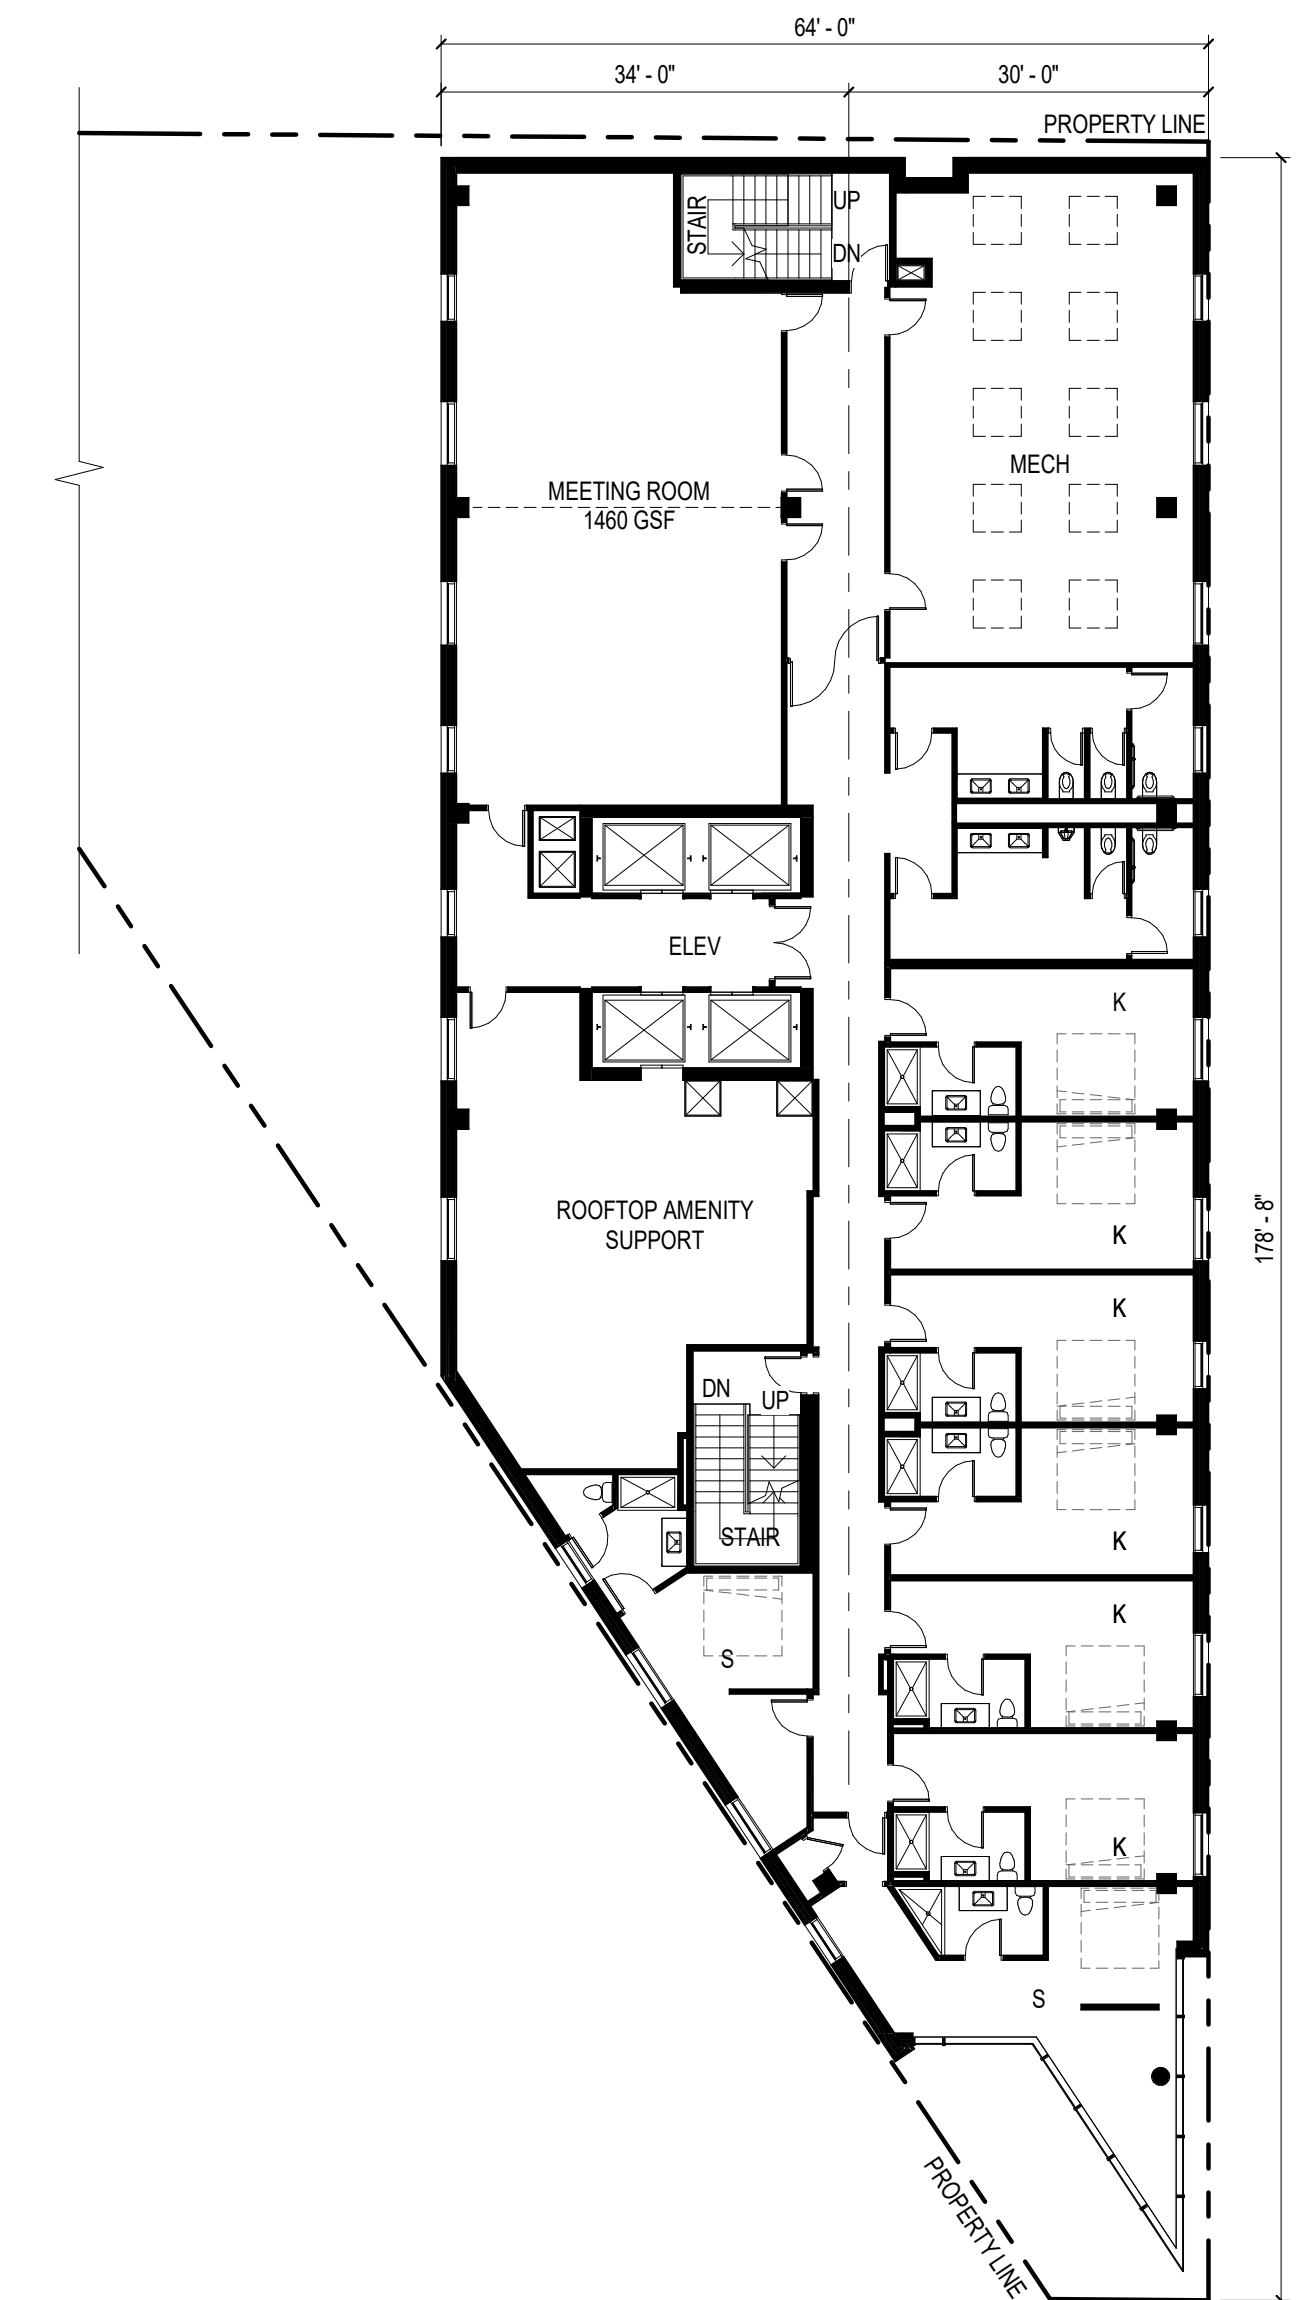 64' - 0"
34' - 0"
30' - 0"
PROPERTY LINE
STAIR
UP
DN
MECH
MEETING ROOM
1460 GSF
ELEV
K
ROOFTOP AMENITY
SUPPORT
K
178' - 8"
K
DN
UP
STAIR
K
K
S
K
S
PROPERTY LINE